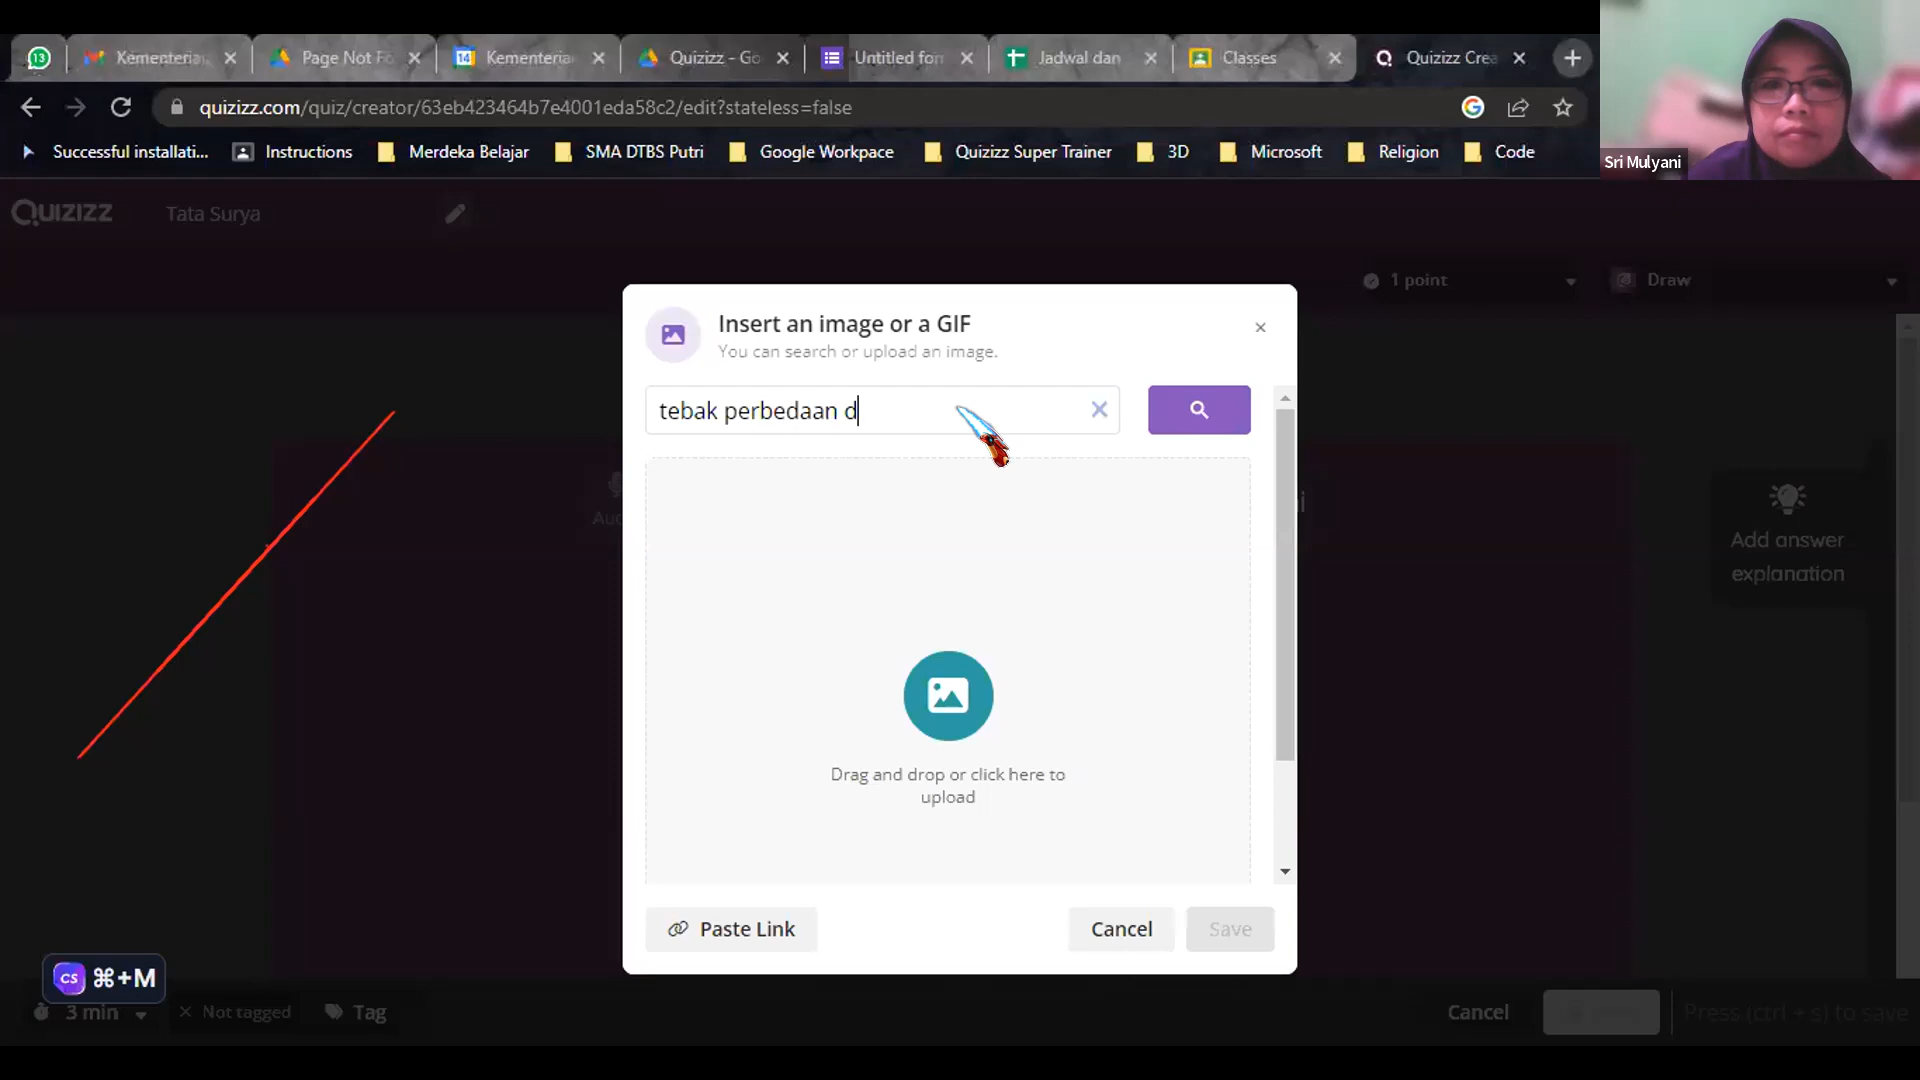 13
Kementeria
Page Not Fo
14
Kementeria
Quizizz - Go
Untitled for
Jadwal dan
Classes
Quizizz Crea
quizizz.com/quiz/creator/63eb423464b7e4001eda58c2/edit?stateless=false
Successful installati...
Instructions
Merdeka Belajar
SMA DTBS Putri
Google Workpace
Quizizz Super Trainer
3D
Microsoft
Religion
Code
Sri Mulyani
Quizizz
Tata Surya
1 point
Draw
Insert an image or a GIF
You can search or upload an image.
tebak perbedaan d
Add answer
explanation
Drag and drop or click here to
upload
Paste Link
Cancel
Save
CS ⌘+M
3 min
Not tagged
Tag
Cancel
Press (ctrl + s) to save